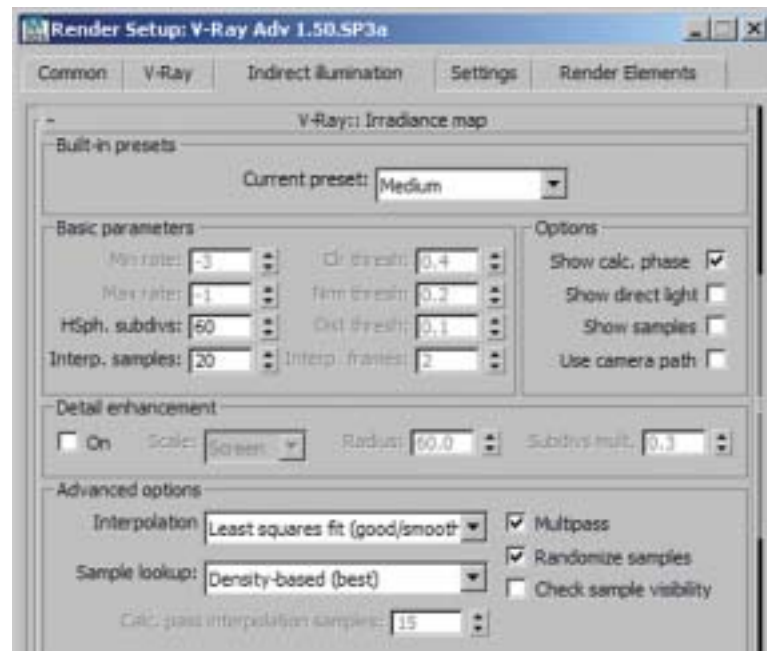 Render Setup: V-Ray Adv 1.50.SP3a
Common V-Ray Indirect illumination Settings Render Elements
- V-Ray:: Irradiance map
Built-in presets
Current preset: Medium
Basic parameters
Min rate: -3 Clr thresh: 0.4
Max rate: -1 Nrm thresh: 0.2
HSph. subdivs: 60 Dist thresh: 0.1
Interp. samples: 20 Interp. frames: 2
Options
Show calc. phase
Show direct light
Show samples
Use camera path
Detail enhancement
On Scale: Screen Radius: 60.0 Subdivs mult. 0.3
Advanced options
Interpolation Least squares fit (good/smooth
Multipass
Randomize samples
Check sample visibility
Sample lookup: Density-based (best)
Calc. pass interpolation samples: 15